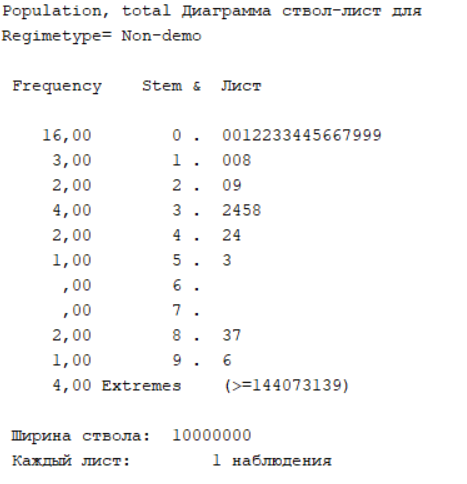 Population, total Диаграмма ствол-лист для
Regimetype= Non-demo
Frequency Stem & Лист
16,00 0 . 0012233445667999
3,00 1 . 008
2,00 2 . 09
4,00 3 . 2458
2,00 4 . 24
1,00 5 . 3
,00 6 .
,00 7 .
2,00 8 . 37
1,00 9 . 6
4,00 Extremes (>=144073139)
Ширина ствола: 10000000
Каждый лист: 1 наблюдения